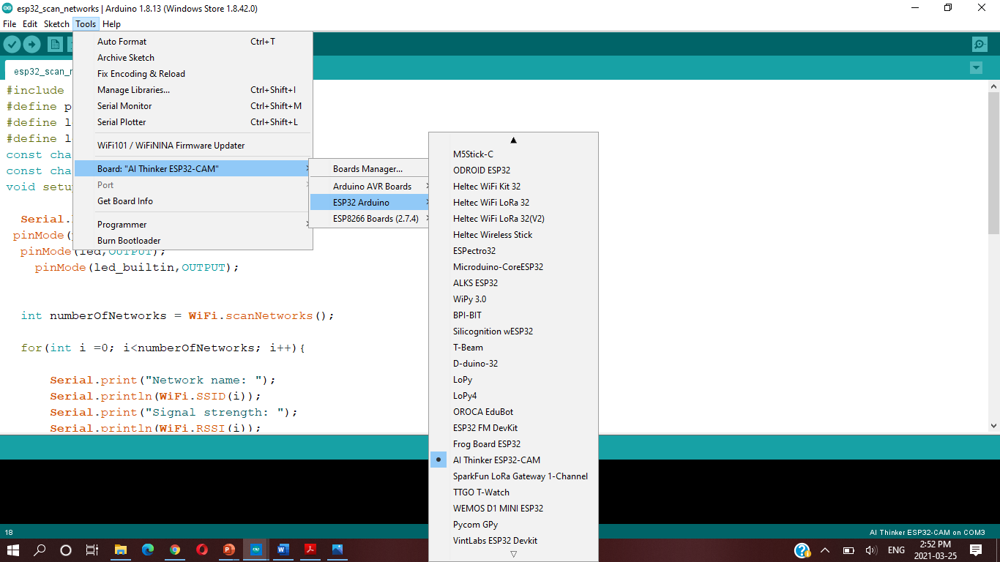 esp32_scan_networks | Arduino 1.8.13 (Windows Store 1.8.42.0)
File Edit Sketch Tools Help
Auto Format Ctrl+T
Archive Sketch
Fix Encoding & Reload
Manage Libraries... Ctrl+Shift+I
Serial Monitor Ctrl+Shift+M
Serial Plotter Ctrl+Shift+L
WiFi101 / WiFiNINA Firmware Updater
Board: "AI Thinker ESP32-CAM"
Port
Get Board Info
Programmer
Burn Bootloader
Boards Manager...
Arduino AVR Boards
ESP32 Arduino
ESP8266 Boards (2.7.4)
M5Stick-C
ODROID ESP32
Heltec WiFi Kit 32
Heltec WiFi LoRa 32
Heltec WiFi LoRa 32(V2)
Heltec Wireless Stick
ESPectro32
Microduino-CoreESP32
ALKS ESP32
WiPy 3.0
BPI-BIT
Silicognition wESP32
T-Beam
D-duino-32
LoPy
LoPy4
OROCA EduBot
ESP32 FM DevKit
Frog Board ESP32
AI Thinker ESP32-CAM
SparkFun LoRa Gateway 1-Channel
TTGO T-Watch
WEMOS D1 MINI ESP32
Pycom GPy
VintLabs ESP32 Devkit
esp32_scan_n
#include
#define p
#define l
#define l
const cha
const cha
void setu
Serial.
pinMode(
pinMode(led,OUTPUT);
pinMode(led_builtin,OUTPUT);
int numberOfNetworks = WiFi.scanNetworks();
for(int i =0; i<numberOfNetworks; i++){
Serial.print("Network name: ");
Serial.println(WiFi.SSID(i));
Serial.print("Signal strength: ");
Serial.println(WiFi.RSSI(i));
18
AI Thinker ESP32-CAM on COM3
ENG
2:52 PM
2021-03-25